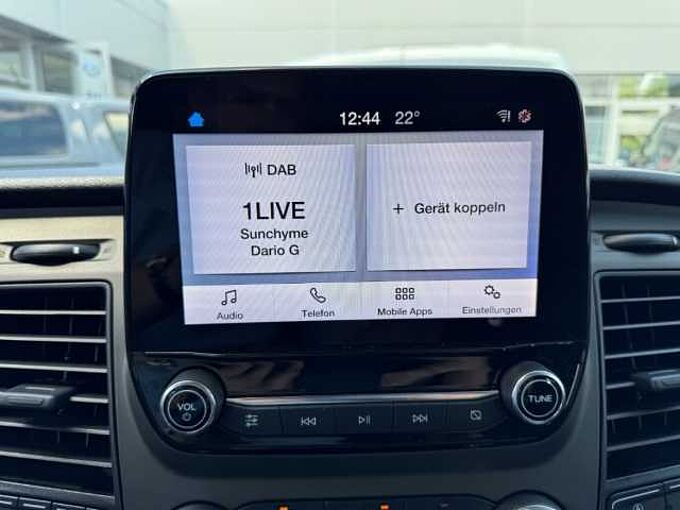 12:44 22°
DAB
1LIVE
Sunchyme
Dario G
+ Gerät koppeln
Audio Telefon Mobile Apps Einstellungen
VOL
TUNE